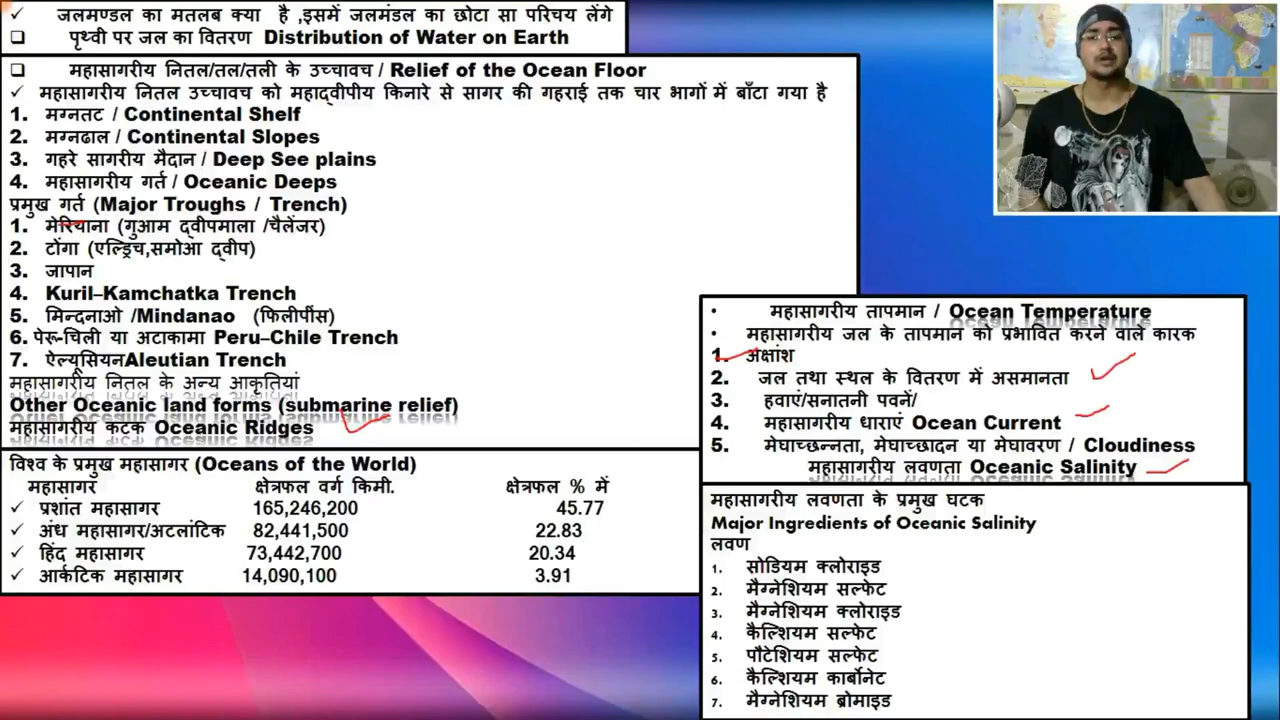 ✓ जलमण्डल का मतलब क्या है ,इसमें जलमंडल का छोटा सा परिचय लेंगे
❑ पृथ्वी पर जल का वितरण Distribution of Water on Earth
❑ महासागरीय नितल/तल/तली के उच्चावच / Relief of the Ocean Floor
✓ महासागरीय नितल उच्चावच को महाद्वीपीय किनारे से सागर की गहराई तक चार भागों में बाँटा गया है
1. मग्नतट / Continental Shelf
2. मग्नढाल / Continental Slopes
3. गहरे सागरीय मैदान / Deep See plains
4. महासागरीय गर्त / Oceanic Deeps
प्रमुख गर्त (Major Troughs / Trench)
1. मेरियाना (गुआम द्वीपमाला /चैलेंजर)
2. टोंगा (एल्ड्रिच,समोआ द्वीप)
3. जापान
4. Kuril–Kamchatka Trench
5. मिन्दनाओ /Mindanao (फिलीपींस)
6. पेरू-चिली या अटाकामा Peru–Chile Trench
7. ऐल्यूसियनAleutian Trench
महासागरीय नितल के अन्य आकृतियां
Other Oceanic land forms (submarine relief)
महासागरीय कटक Oceanic Ridges
विश्व के प्रमुख महासागर (Oceans of the World)
महासागर क्षेत्रफल वर्ग किमी. क्षेत्रफल % में
✓ प्रशांत महासागर 165,246,200 45.77
✓ अंध महासागर/अटलांटिक 82,441,500 22.83
✓ हिंद महासागर 73,442,700 20.34
✓ आर्कटिक महासागर 14,090,100 3.91
• महासागरीय तापमान / Ocean Temperature
• महासागरीय जल के तापमान को प्रभावित करने वाले कारक
1. अक्षांश
2. जल तथा स्थल के वितरण में असमानता
3. हवाएं/सनातनी पवनें/
4. महासागरीय धाराएं Ocean Current
5. मेघाच्छन्नता, मेघाच्छादन या मेघावरण / Cloudiness
महासागरीय लवणता Oceanic Salinity
महासागरीय लवणता के प्रमुख घटक
Major Ingredients of Oceanic Salinity
लवण
1. सोडियम क्लोराइड
2. मैग्नेशियम सल्फेट
3. मैग्नेशियम क्लोराइड
4. कैल्शियम सल्फेट
5. पौटेशियम सल्फेट
6. कैल्शियम कार्बोनेट
7. मैग्नेशियम ब्रोमाइड